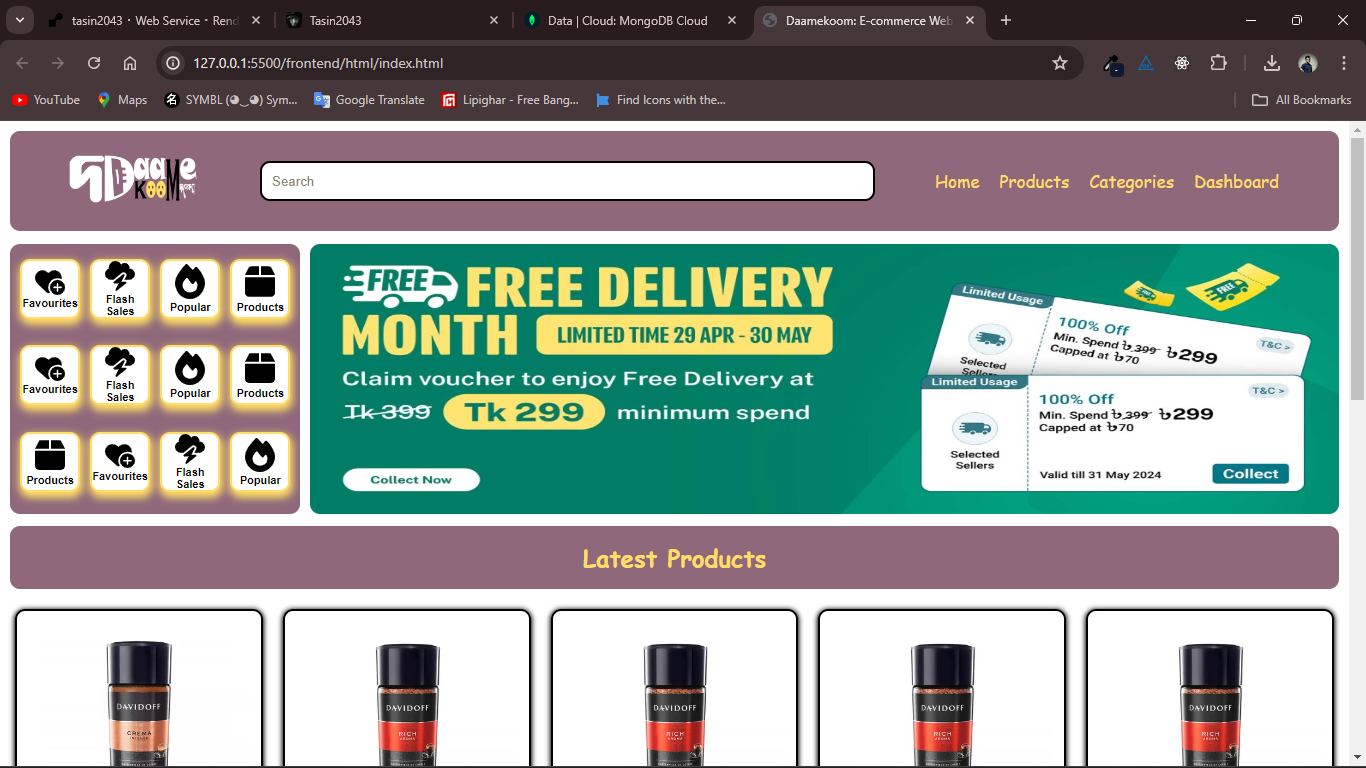 tasin2043 · Web Service · Rend
Tasin2043
Data | Cloud: MongoDB Cloud
Daamekoom: E-commerce Web
127.0.0.1:5500/frontend/html/index.html
YouTube
Maps
SYMBL (◕‿◕) Sym...
Google Translate
Lipighar - Free Bang...
Find Icons with the...
All Bookmarks
Daame
KOOM
Search
Home
Products
Categories
Dashboard
Favourites
Flash
Sales
Popular
Products
Favourites
Flash
Sales
Popular
Products
Products
Favourites
Flash
Sales
Popular
FREE
FREE DELIVERY
MONTH
LIMITED TIME 29 APR - 30 MAY
Claim voucher to enjoy Free Delivery at
Tk 399 Tk 299 minimum spend
Collect Now
FREE
Limited Usage
100% Off
Min. Spend ৳ 399 ৳299
Capped at ৳70
T&C >
Selected
Sellers
Limited Usage
T&C >
100% Off
Min. Spend ৳ 399 ৳299
Capped at ৳70
Selected
Sellers
Valid till 31 May 2024
Collect
Latest Products
DAVIDOFF
CREMA
INTENSE
DAVIDOFF
RICH
AROMA
DAVIDOFF
RICH
AROMA
DAVIDOFF
RICH
AROMA
DAVIDOFF
RICH
AROMA